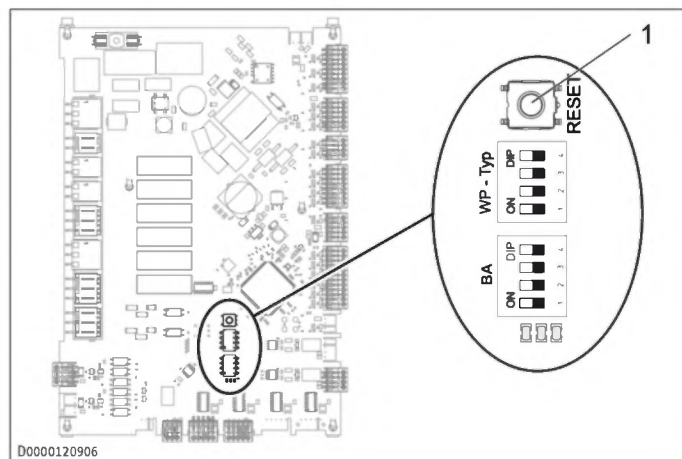 1
RESET
WP - Typ
ON DIP
1 2 3 4
BA
ON DIP
1 2 3 4
D0000120906